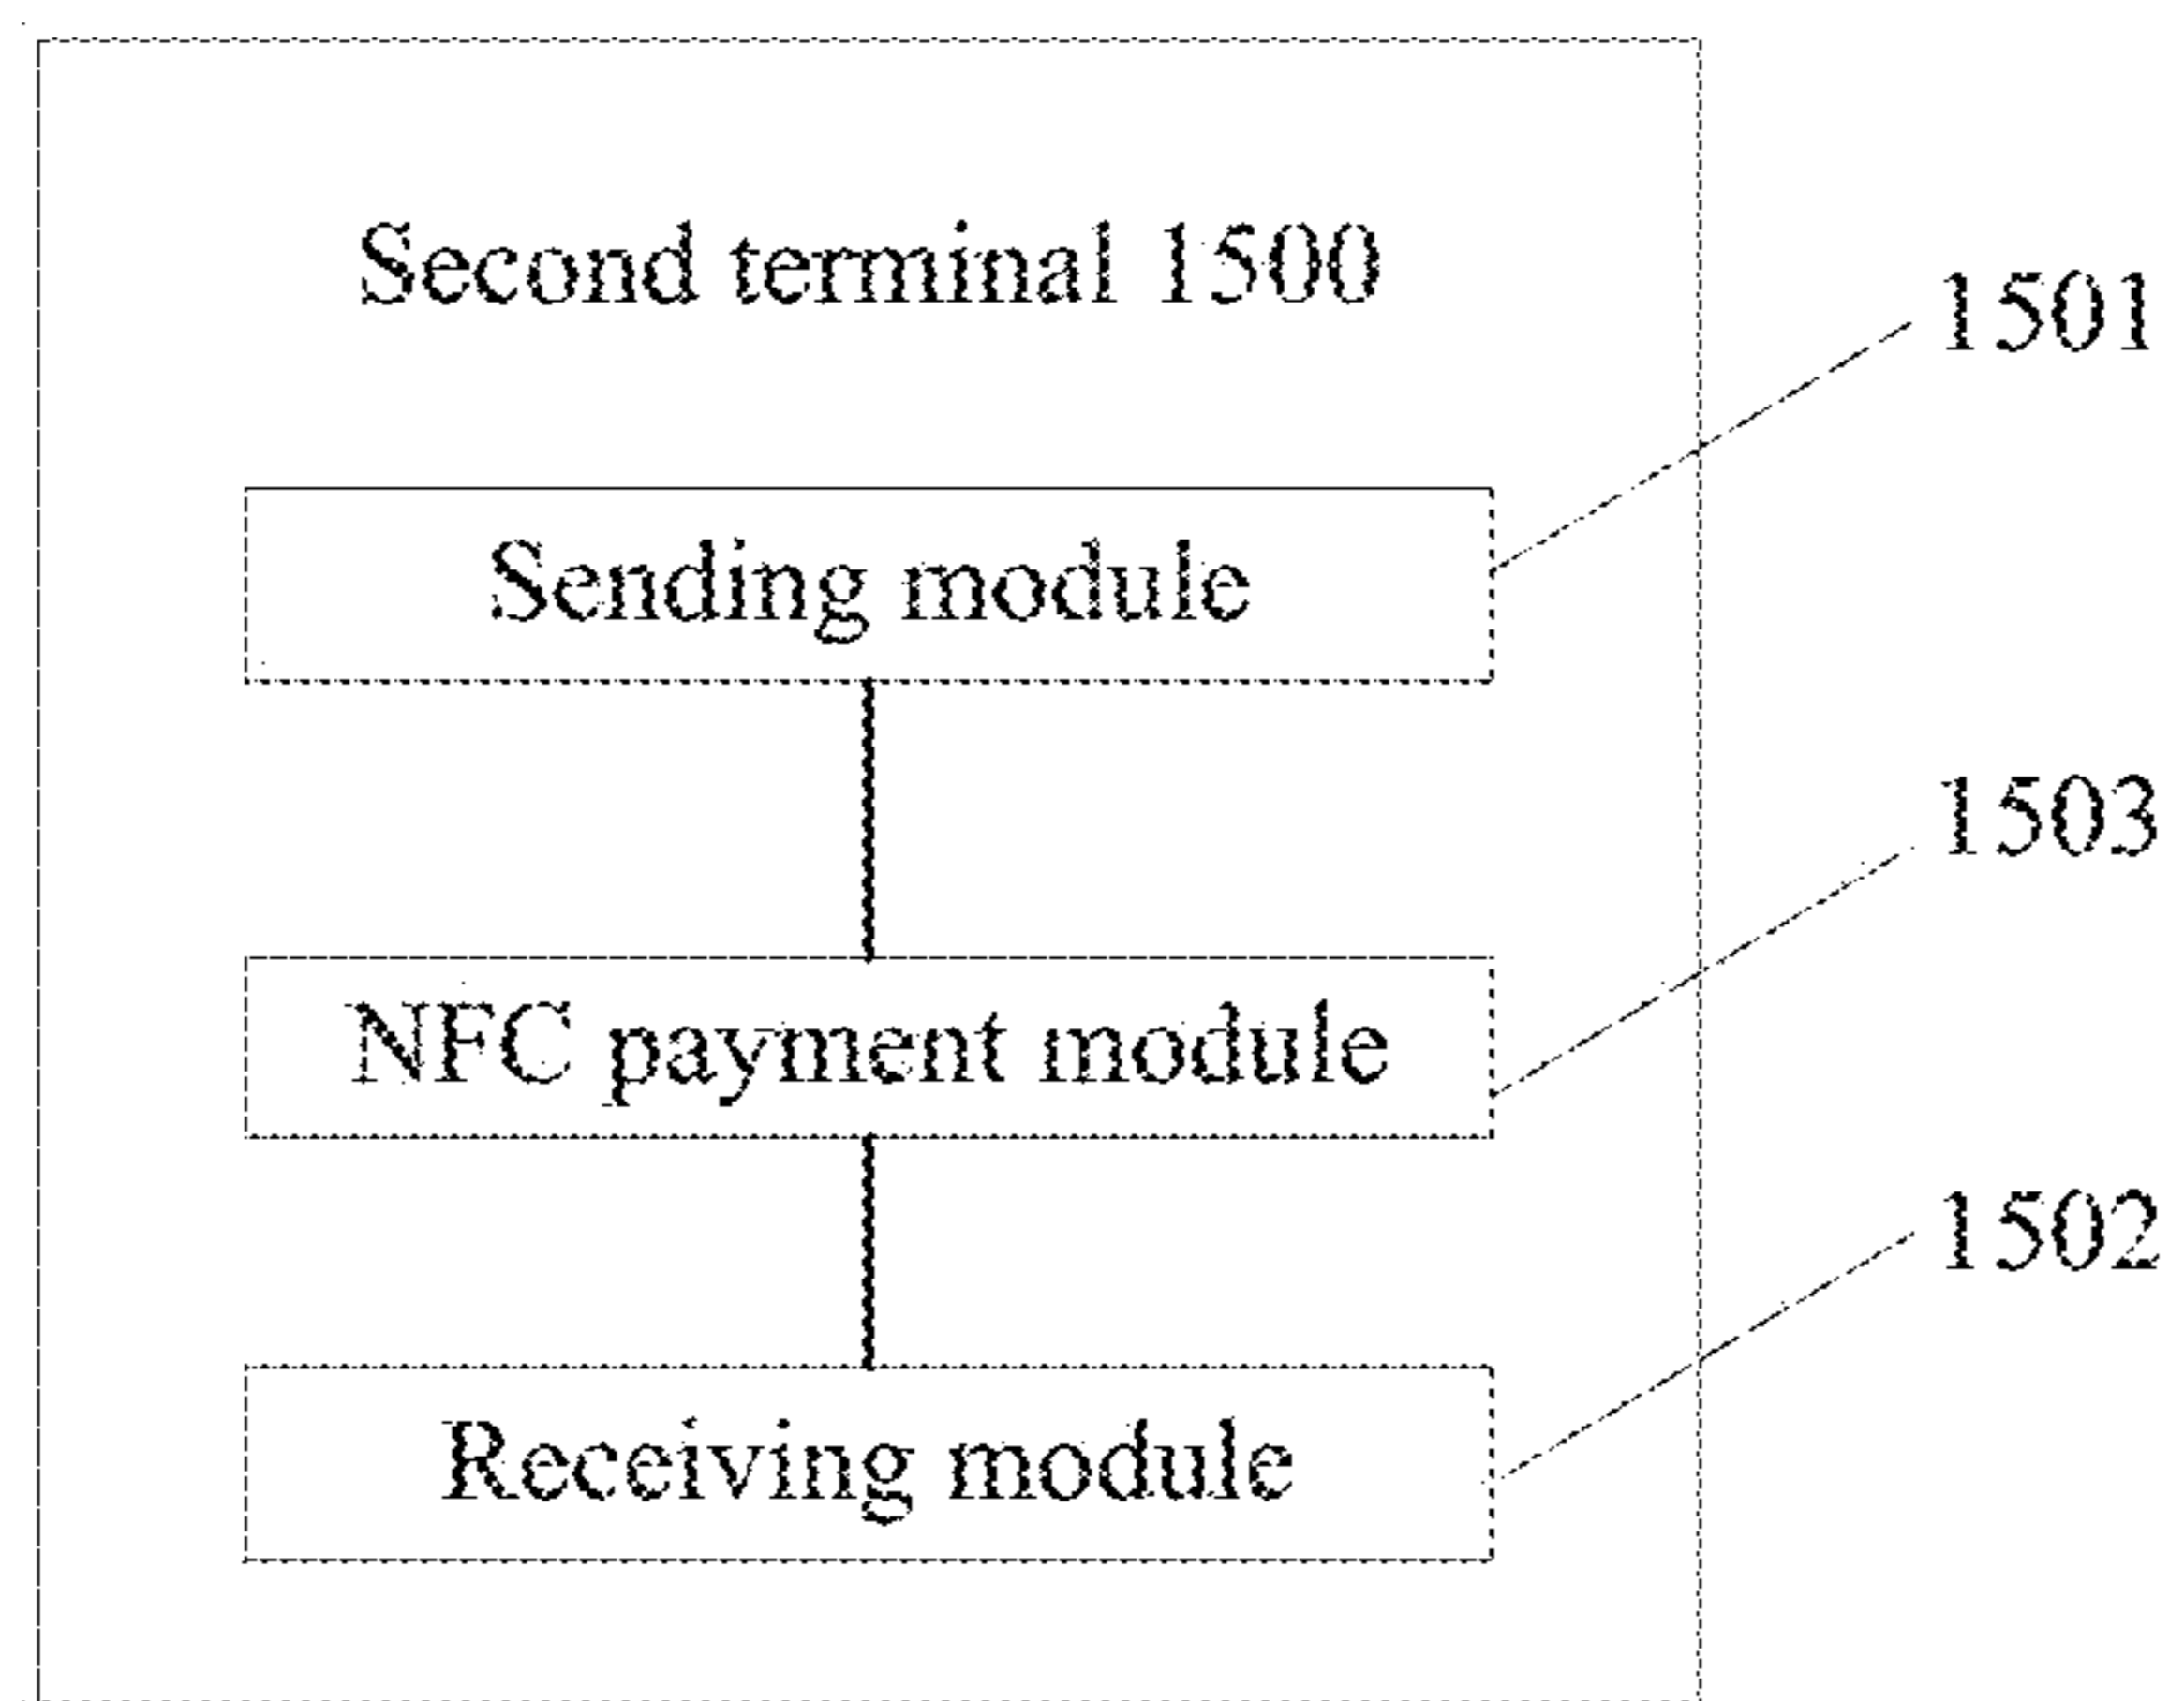 Second terminal 1500
1501
Sending module
1503
NFC payment module
1502
Receiving module